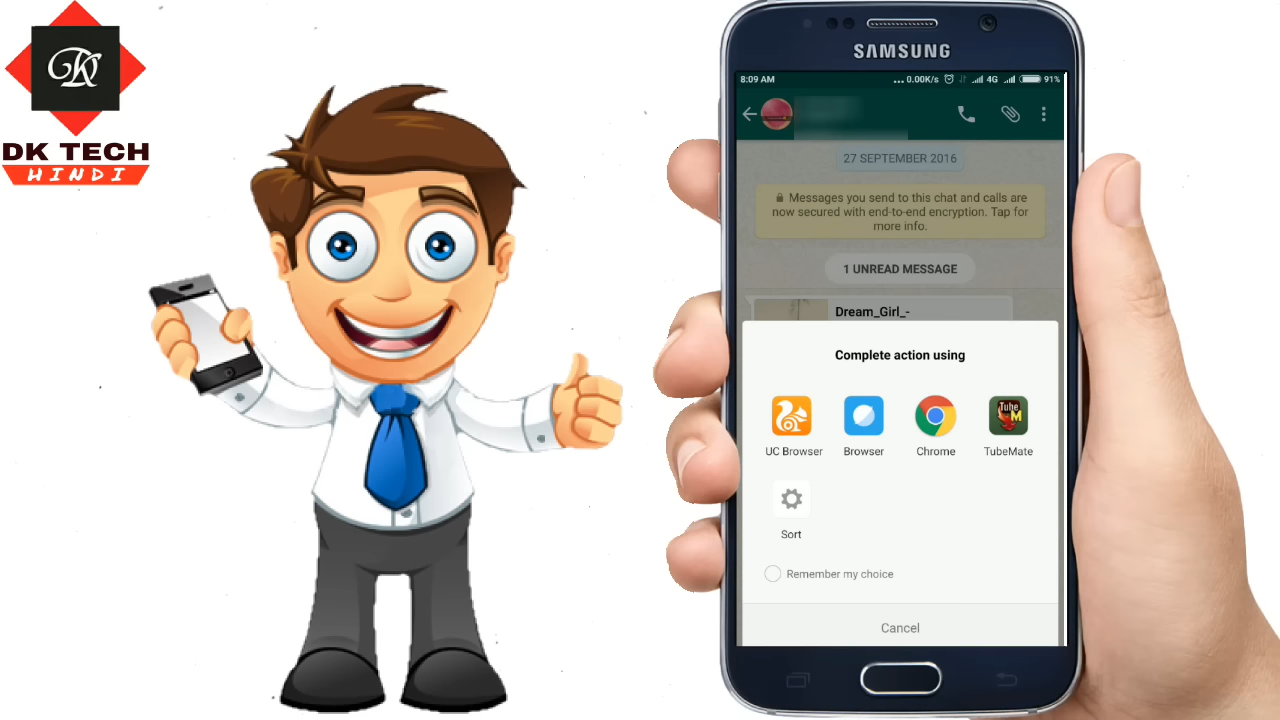 DK TECH
HINDI
SAMSUNG
8:09 AM
... 0.00K/s 4G 91%
27 SEPTEMBER 2016
Messages you send to this chat and calls are
now secured with end-to-end encryption. Tap for
more info.
1 UNREAD MESSAGE
Dream_Girl_-
Complete action using
UC Browser
Browser
Chrome
Tube
M
TubeMate
Sort
Remember my choice
Cancel